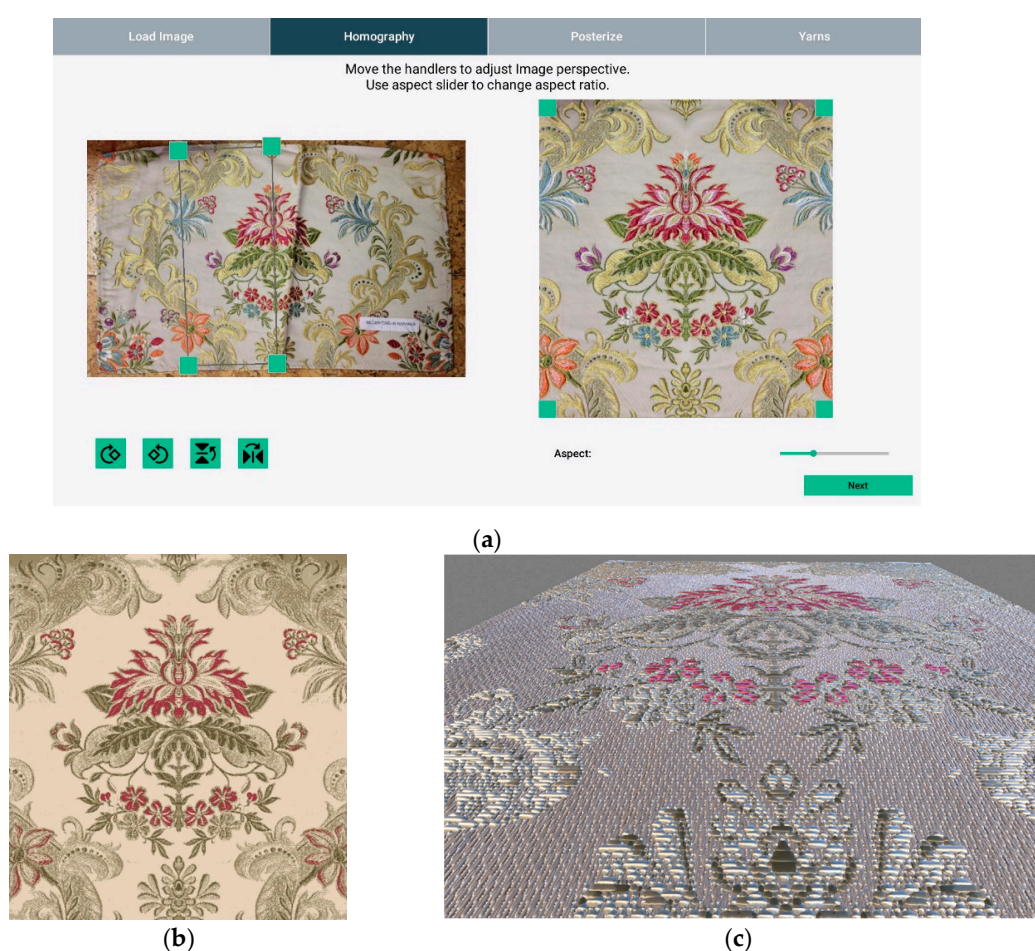 Load Image
Homography
Posterize
Yarns
Move the handlers to adjust Image perspective.
Use aspect slider to change aspect ratio.
Aspect:
Next
(a)
(b)
(c)